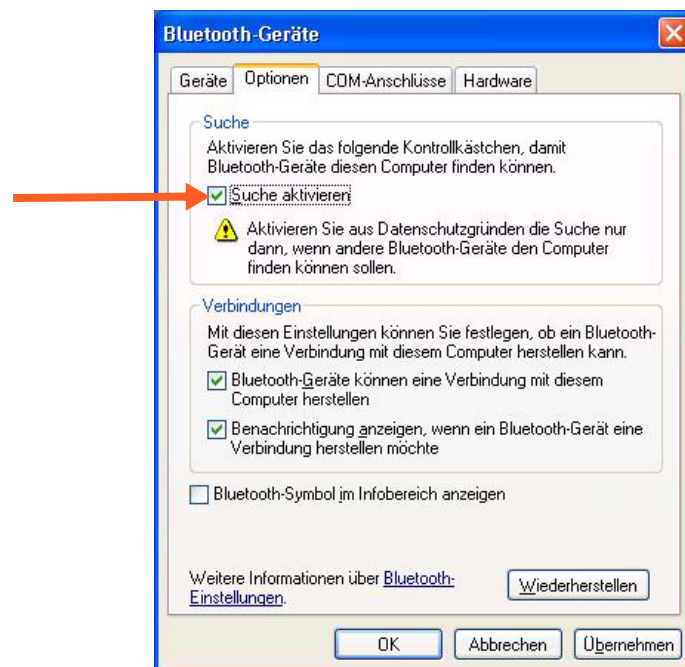 Bluetooth-Geräte
Geräte Optionen COM-Anschlüsse Hardware
Suche
Aktivieren Sie das folgende Kontrollkästchen, damit
Bluetooth-Geräte diesen Computer finden können.
Suche aktivieren
Aktivieren Sie aus Datenschutzgründen die Suche nur
dann, wenn andere Bluetooth-Geräte den Computer
finden können sollen.
Verbindungen
Mit diesen Einstellungen können Sie festlegen, ob ein Bluetooth-
Gerät eine Verbindung mit diesem Computer herstellen kann.
Bluetooth-Geräte können eine Verbindung mit diesem
Computer herstellen
Benachrichtigung anzeigen, wenn ein Bluetooth-Gerät eine
Verbindung herstellen möchte
Bluetooth-Symbol im Infobereich anzeigen
Weitere Informationen über Bluetooth-
Einstellungen.
Wiederherstellen
OK Abbrechen Übernehmen